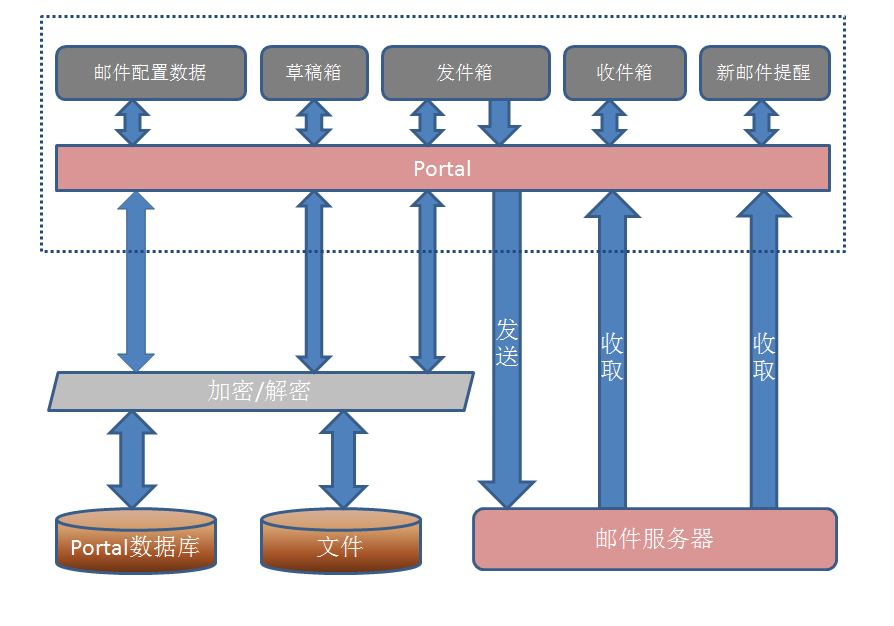 邮件配置数据
草稿箱
发件箱
收件箱
新邮件提醒
Portal
发
送
收
取
收
取
加密/解密
Portal数据库
文件
邮件服务器